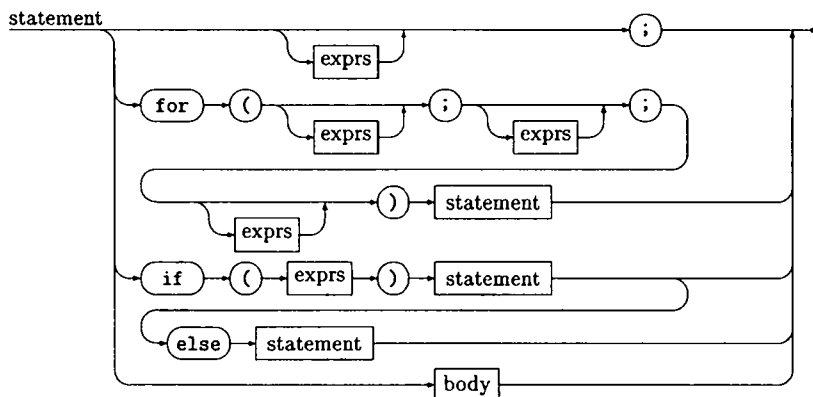 statement
exprs ;
for ( exprs ; exprs ;
exprs ) statement
if ( exprs ) statement
else statement
body